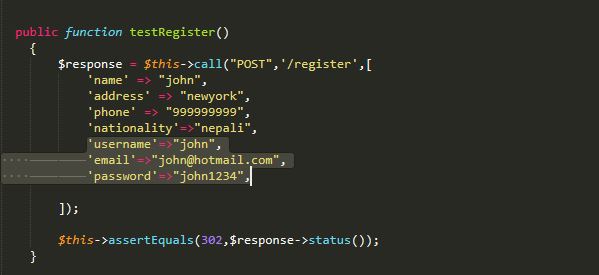 public function testRegister()
{
$response = $this->call("POST",'/register',[
'name' => "john",
'address' => "newyork",
'phone' => "999999999",
'nationality'=>"nepali",
'username'=>"john",
'email'=>"john@hotmail.com",
'password'=>"john1234",
]);
$this->assertEquals(302,$response->status());
}